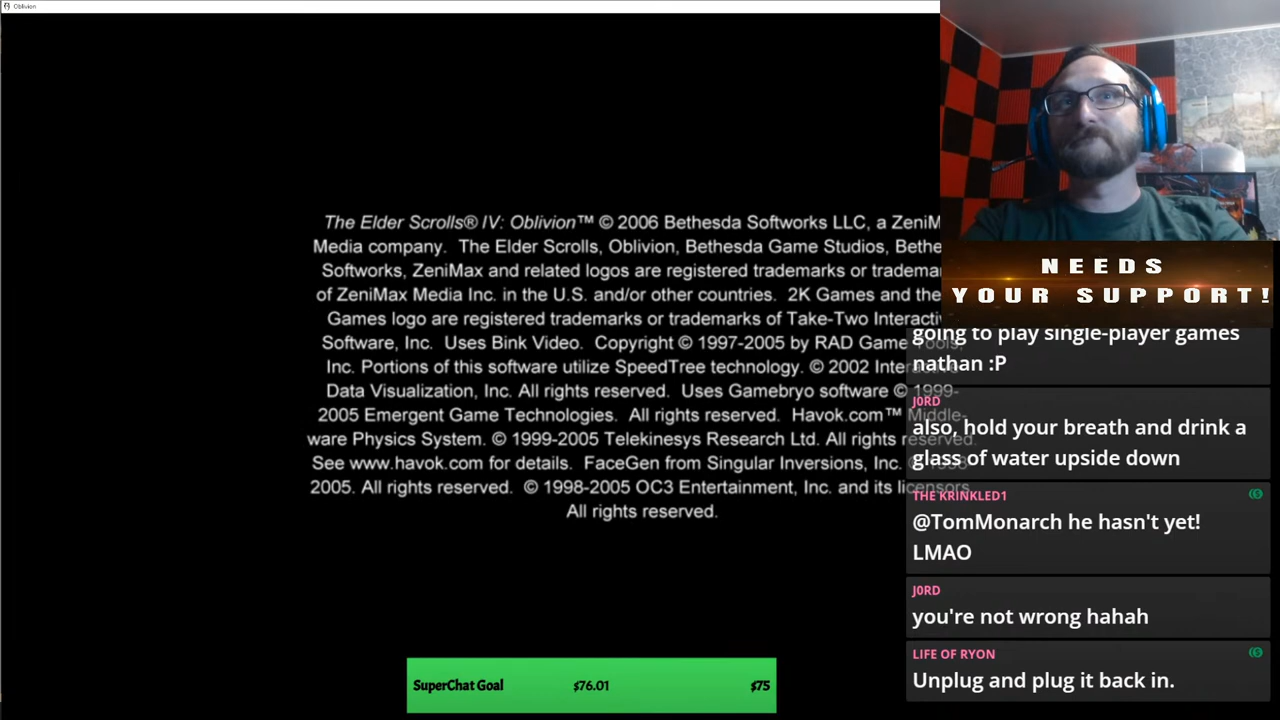 Oblivion
The Elder Scrolls® IV: Oblivion™ © 2006 Bethesda Softworks LLC, a
Media company. The Elder Scrolls, Oblivion, Bethesda Game Studios,
Softworks, ZeniMax and related logos are registered trademarks or
of ZeniMax Media Inc. in the U.S. and/or other countries. 2K Games and the
Games logo are registered trademarks or trademarks of Take-Two
Software, Inc. Uses Bink Video. Copyright © 1997-2005 by RAD Game Tools,
Inc. Portions of this software utilize SpeedTree technology. © 2002 Interactive
Data Visualization, Inc. All rights reserved. Uses Gamebryo software © 1999-
2005 Emergent Game Technologies. All rights reserved. Havok.com™ Middle-
ware Physics System. © 1999-2005 Telekinesys Research Ltd. All rights reserved.
See www.havok.com for details. FaceGen from Singular Inversions, Inc. © 1998-
2005. All rights reserved. © 1998-2005 OC3 Entertainment, Inc. and its licensors.
All rights reserved.
NEEDS
YOUR SUPPORT!
going to play single-player games
nathan :P
J0RD
also, hold your breath and drink a
glass of water upside down
THE KRINKLED1
@TomMonarch he hasn't yet!
LMAO
J0RD
you're not wrong hahah
LIFE OF RYON
Unplug and plug it back in.
SuperChat Goal $76.01 $75